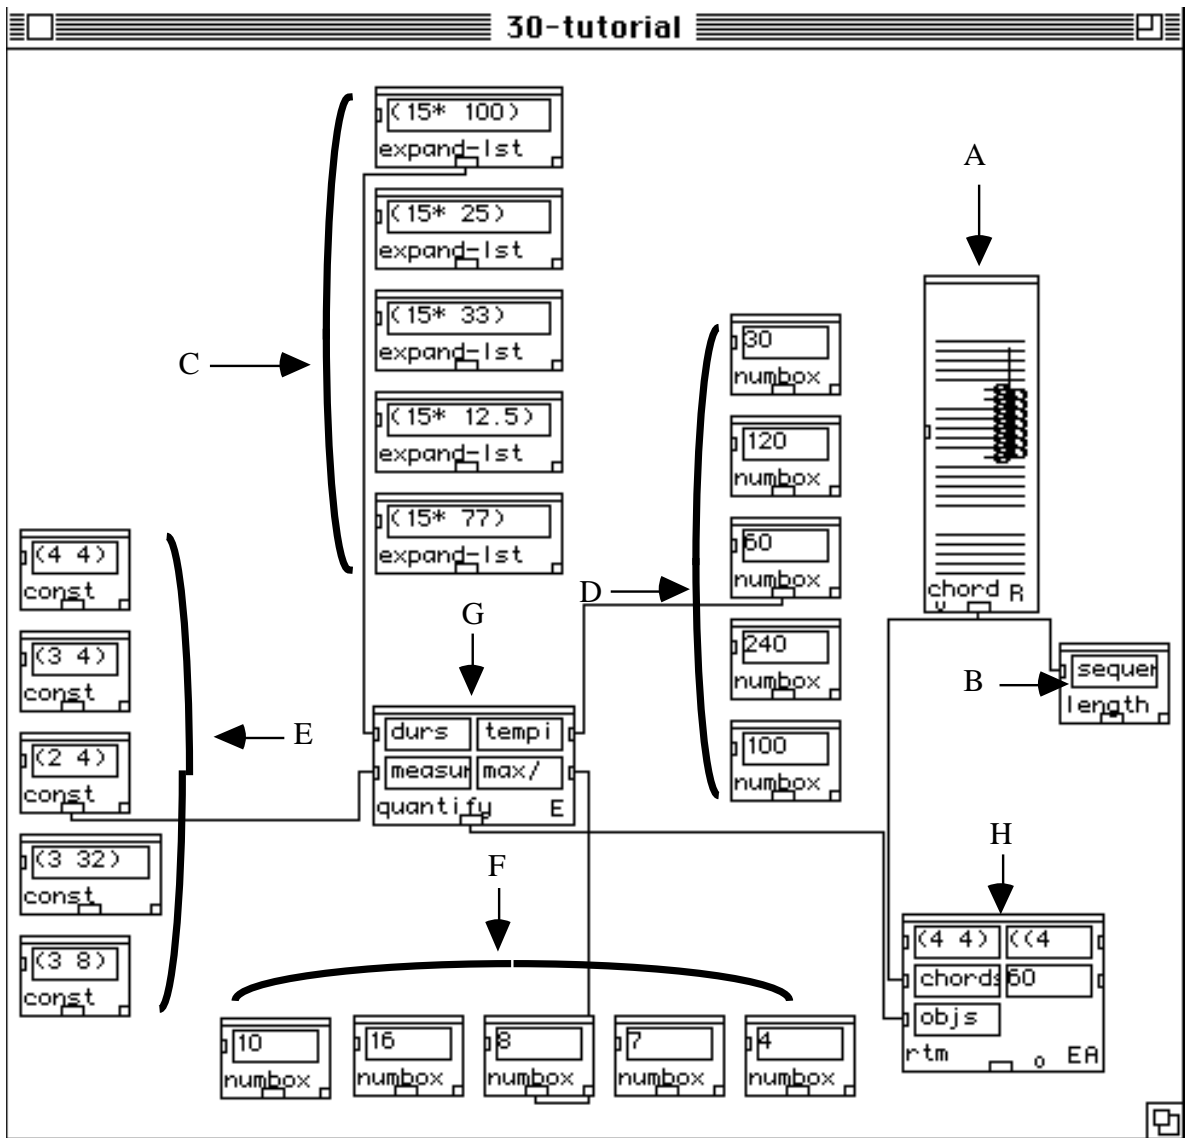 30-tutorial
(15* 100)
expand-lst
(15* 25)
expand-lst
(15* 33)
expand-lst
(15* 12.5)
expand-lst
(15* 77)
expand-lst
C
A
chord R
B
sequer
length
30
numbox
120
numbox
60
numbox
240
numbox
100
numbox
D
(4 4)
const
(3 4)
const
(2 4)
const
(3 32)
const
(3 8)
const
E
G
durs tempi
measur max/
quantify E
F
10
numbox
16
numbox
8
numbox
7
numbox
4
numbox
H
(4 4) ((4
chords 60
objs
rtm o EA